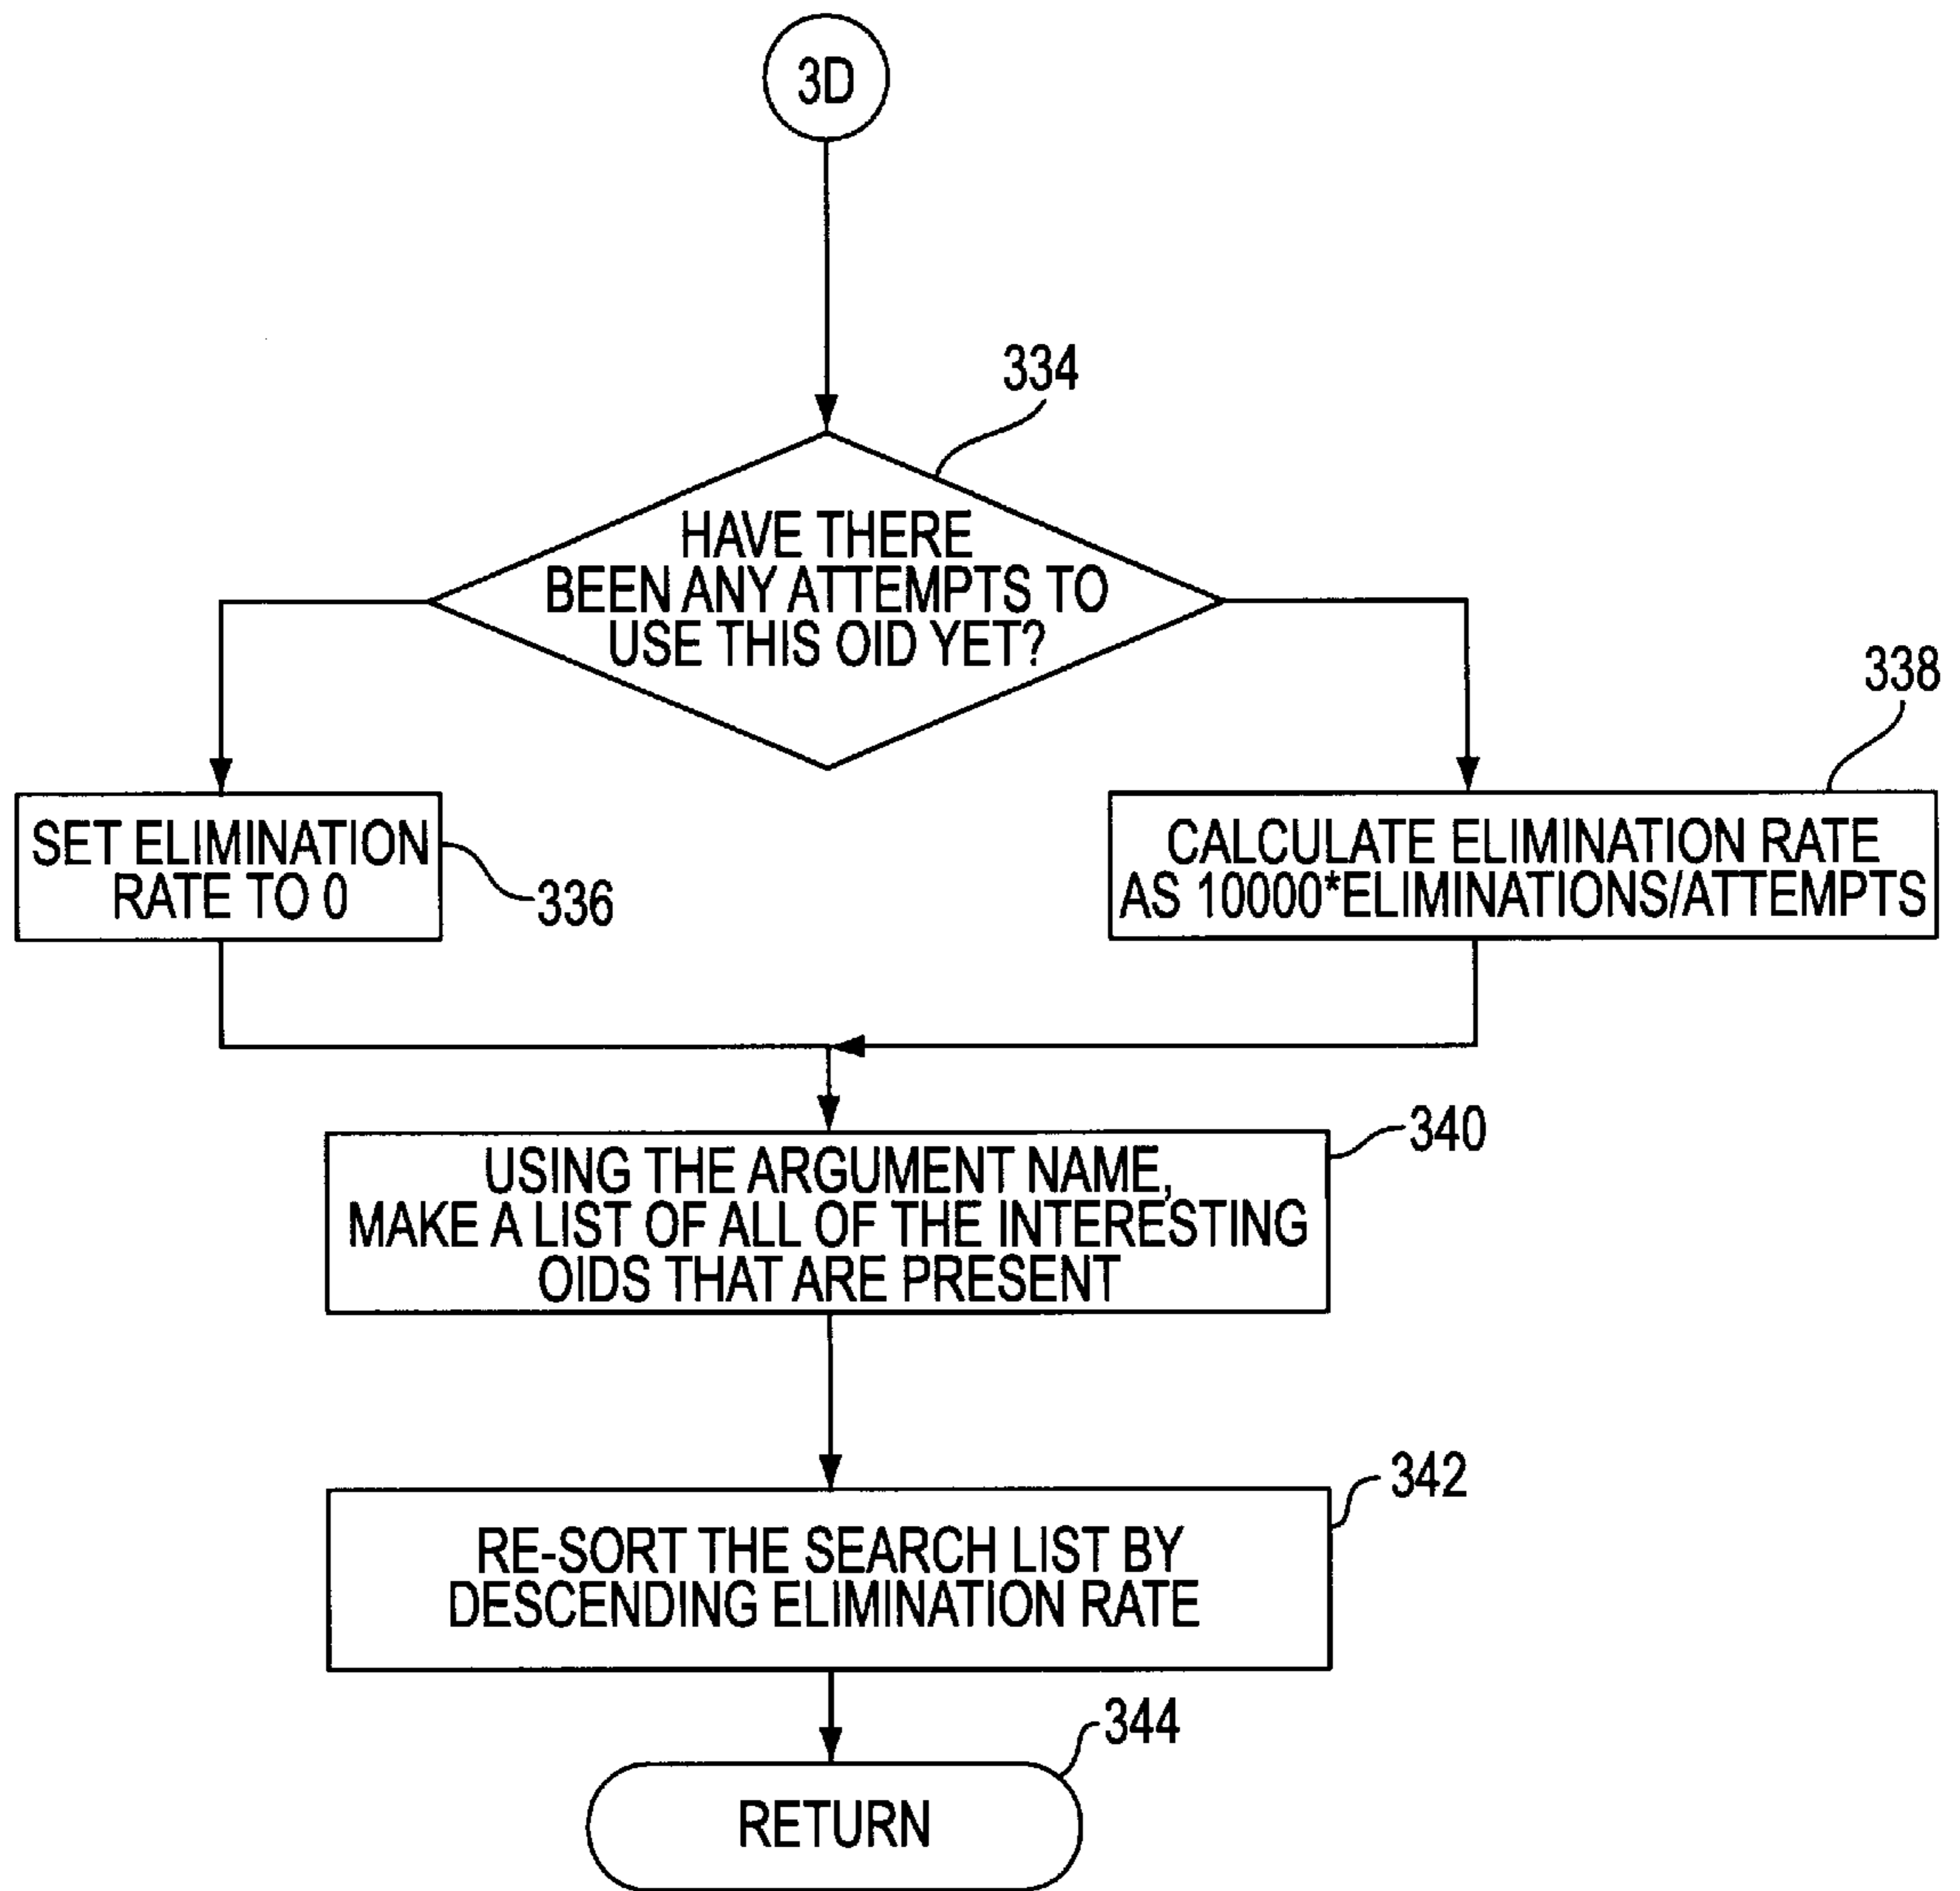 3D
334
HAVE THERE
BEEN ANY ATTEMPTS TO
USE THIS OID YET?
338
SET ELIMINATION
RATE TO 0
336
CALCULATE ELIMINATION RATE
AS 10000*ELIMINATIONS/ATTEMPTS
340
USING THE ARGUMENT NAME,
MAKE A LIST OF ALL OF THE INTERESTING
OIDS THAT ARE PRESENT
342
RE-SORT THE SEARCH LIST BY
DESCENDING ELIMINATION RATE
344
RETURN